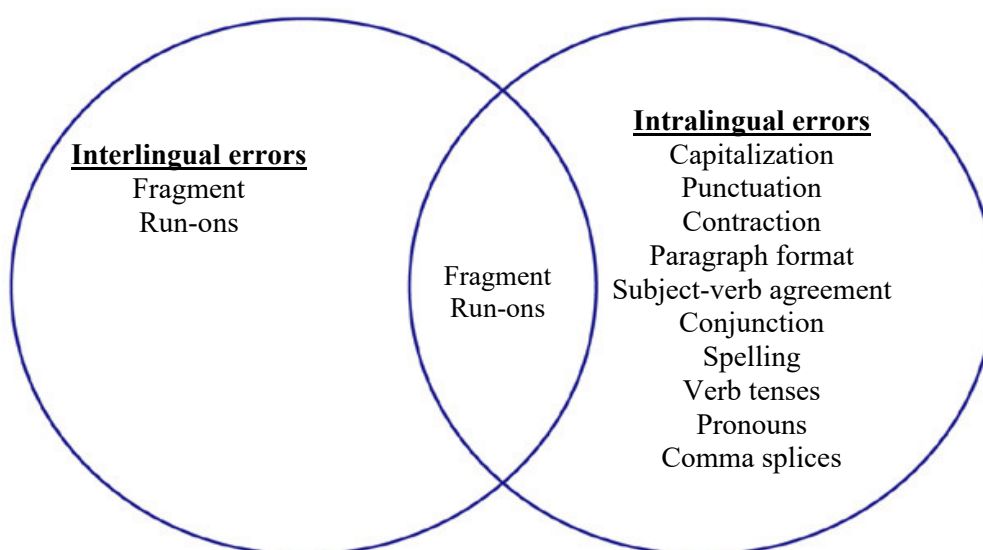 Interlingual errors
Fragment
Run-ons
Fragment
Run-ons
Intralingual errors
Capitalization
Punctuation
Contraction
Paragraph format
Subject-verb agreement
Conjunction
Spelling
Verb tenses
Pronouns
Comma splices